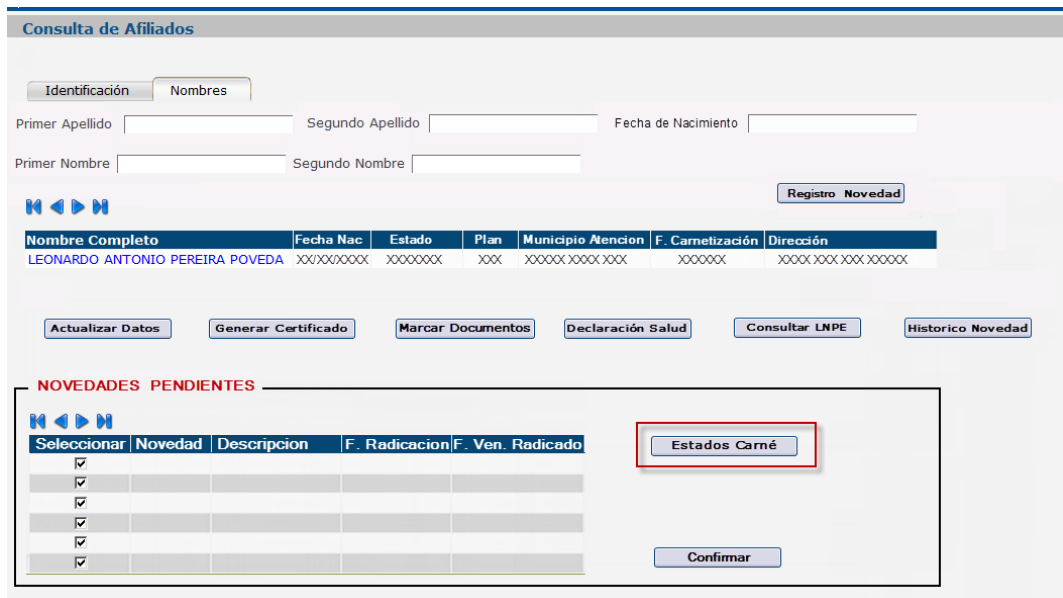 Consulta de Afiliados
Identificación Nombres
Primer Apellido Segundo Apellido Fecha de Nacimiento
Primer Nombre Segundo Nombre
Registro Novedad
Nombre Completo Fecha Nac Estado Plan Municipio Atencion F. Carnetización Dirección
LEONARDO ANTONIO PEREIRA POVEDA XX/XX/XXXX XXXXXXX XXX XXXXX XXXX XXX XXXXXX XXXX XXX XXX XXXXX
Actualizar Datos Generar Certificado Marcar Documentos Declaración Salud Consultar LNPE Historico Novedad
NOVEDADES PENDIENTES
Seleccionar Novedad Descripcion F. Radicacion F. Ven. Radicado
Estados Carné
Confirmar